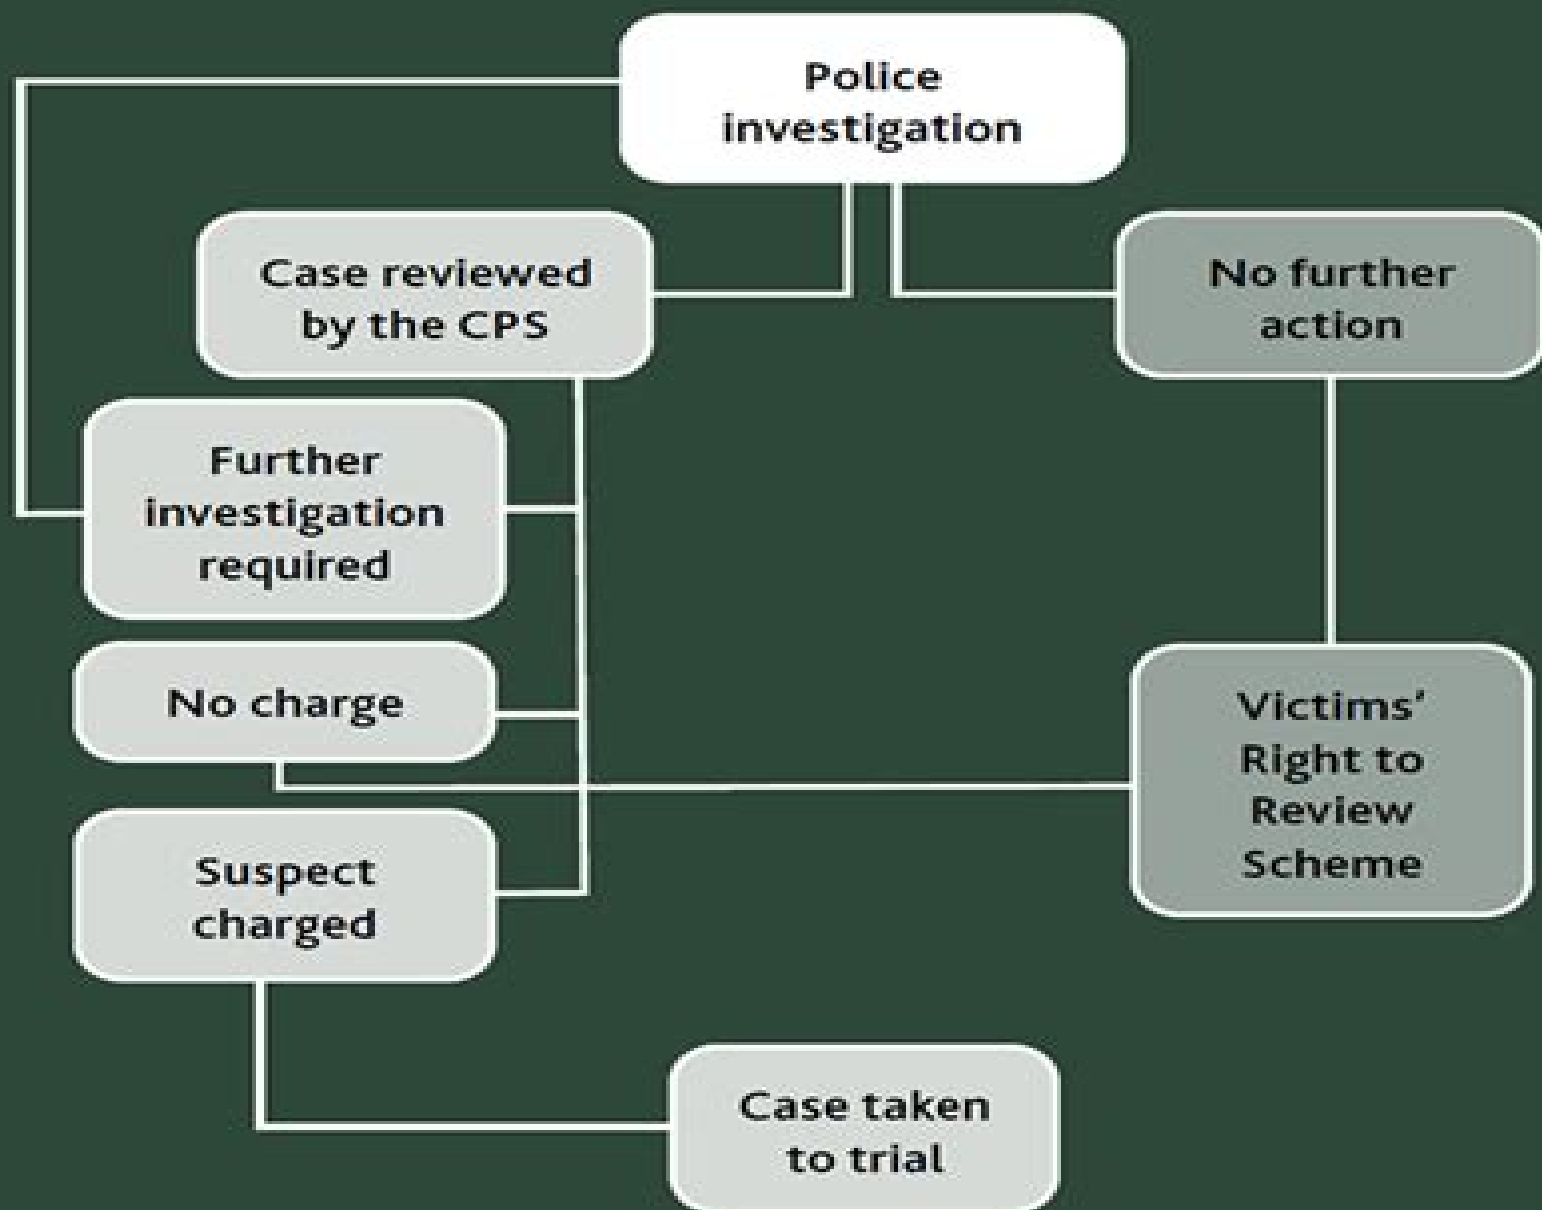 Police
investigation
Case reviewed
by the CPS
No further
action
Further
investigation
required
No charge
Victims’
Right to
Review
Scheme
Suspect
charged
Case taken
to trial